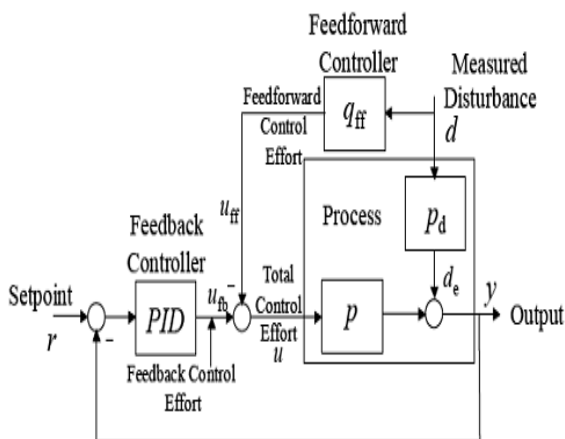 Feedforward
Controller
Measured
Disturbance
Feedforward
Control
Effort
q_ff
d
u_ff
Process
p_d
Feedback
Controller
d_e
Setpoint
r
-
PID
u_fb
-
Total
Control
Effort
u
p
y
Output
Feedback Control
Effort